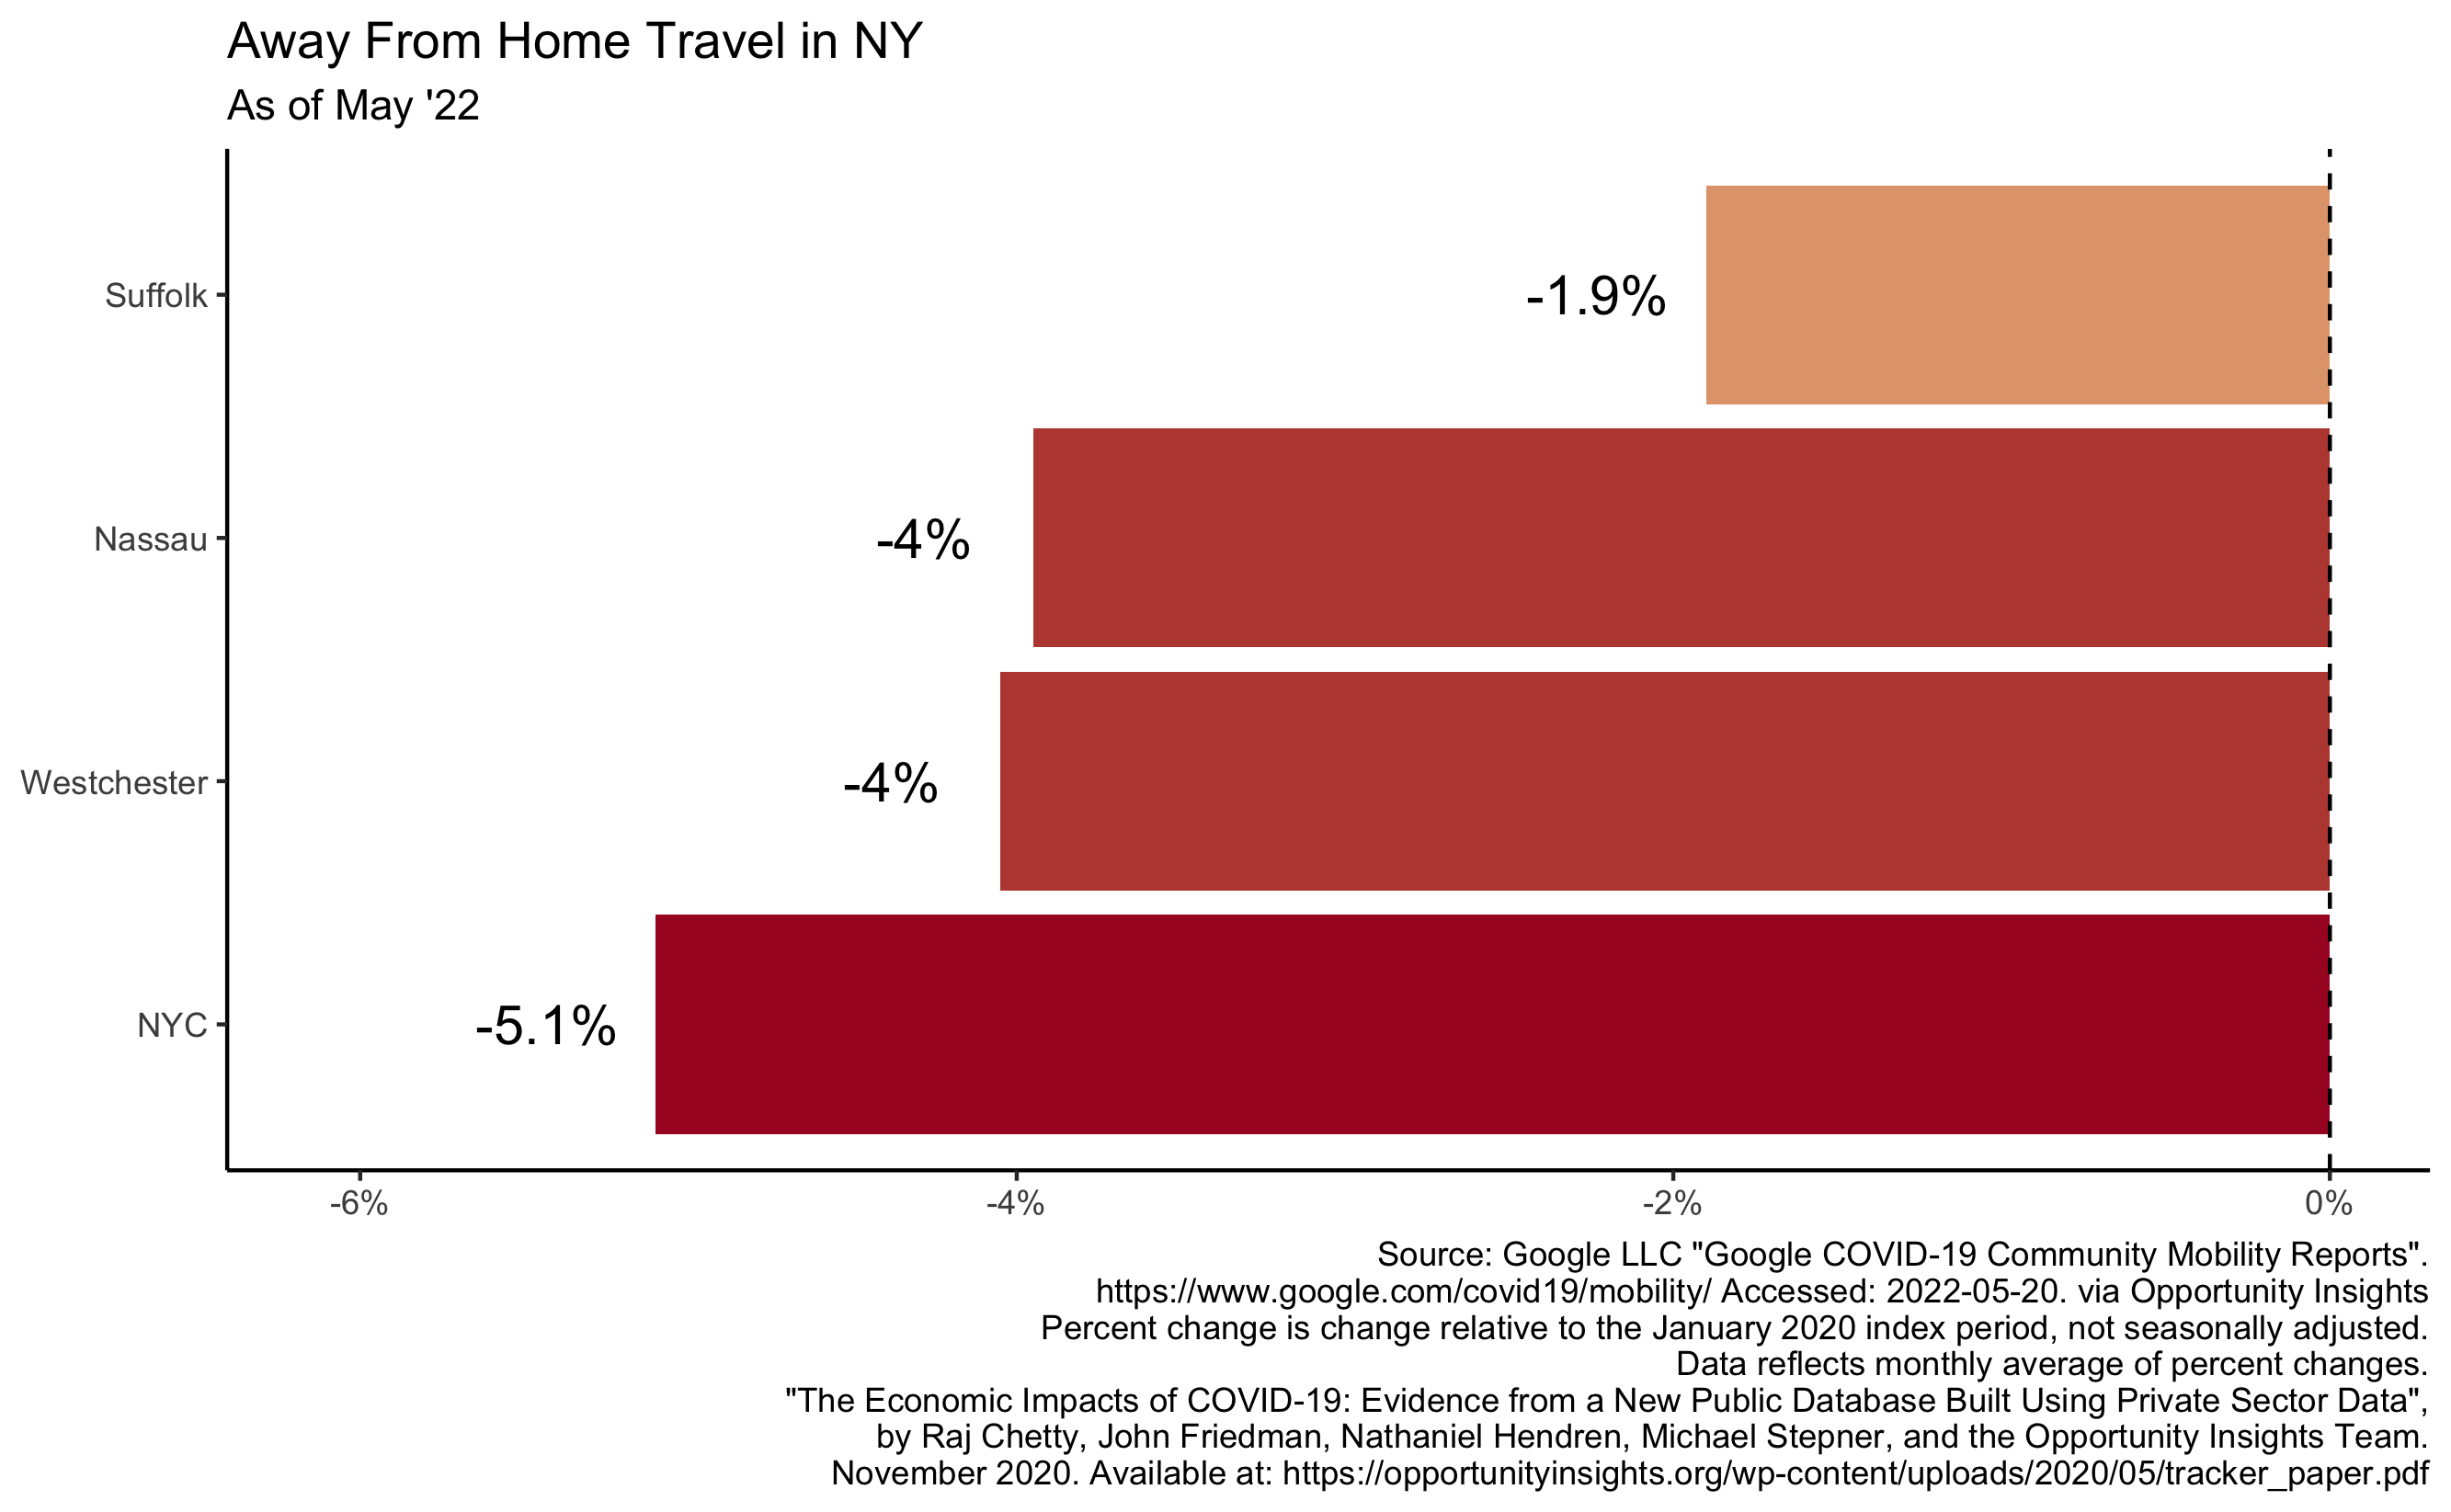 Away From Home Travel in NY
As of May '22
Suffolk
-1.9%
Nassau
-4%
Westchester
-4%
NYC
-5.1%
-6%
-4%
-2%
0%
Source: Google LLC "Google COVID-19 Community Mobility Reports".
https://www.google.com/covid19/mobility/ Accessed: 2022-05-20. via Opportunity Insights
Percent change is change relative to the January 2020 index period, not seasonally adjusted.
Data reflects monthly average of percent changes.
"The Economic Impacts of COVID-19: Evidence from a New Public Database Built Using Private Sector Data",
by Raj Chetty, John Friedman, Nathaniel Hendren, Michael Stepner, and the Opportunity Insights Team.
November 2020. Available at: https://opportunityinsights.org/wp-content/uploads/2020/05/tracker_paper.pdf